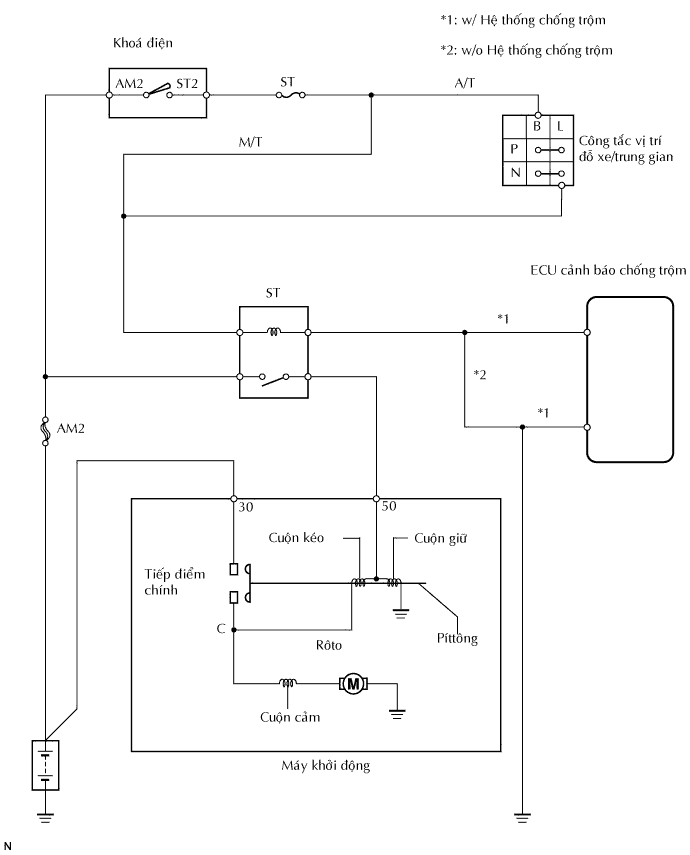 *1: w/ Hệ thống chống trộm
*2: w/o Hệ thống chống trộm
Khoá điện
AM2 ST2
ST
A/T
B L
P
N
Công tắc vị trí
đỗ xe/trung gian
M/T
ECU cảnh báo chống trộm
ST
*1
*2
*1
AM2
30
50
Cuộn kéo
Cuộn giữ
Tiếp điểm
chính
C
Rôto
Píttông
M
Cuộn cảm
Máy khởi động
N